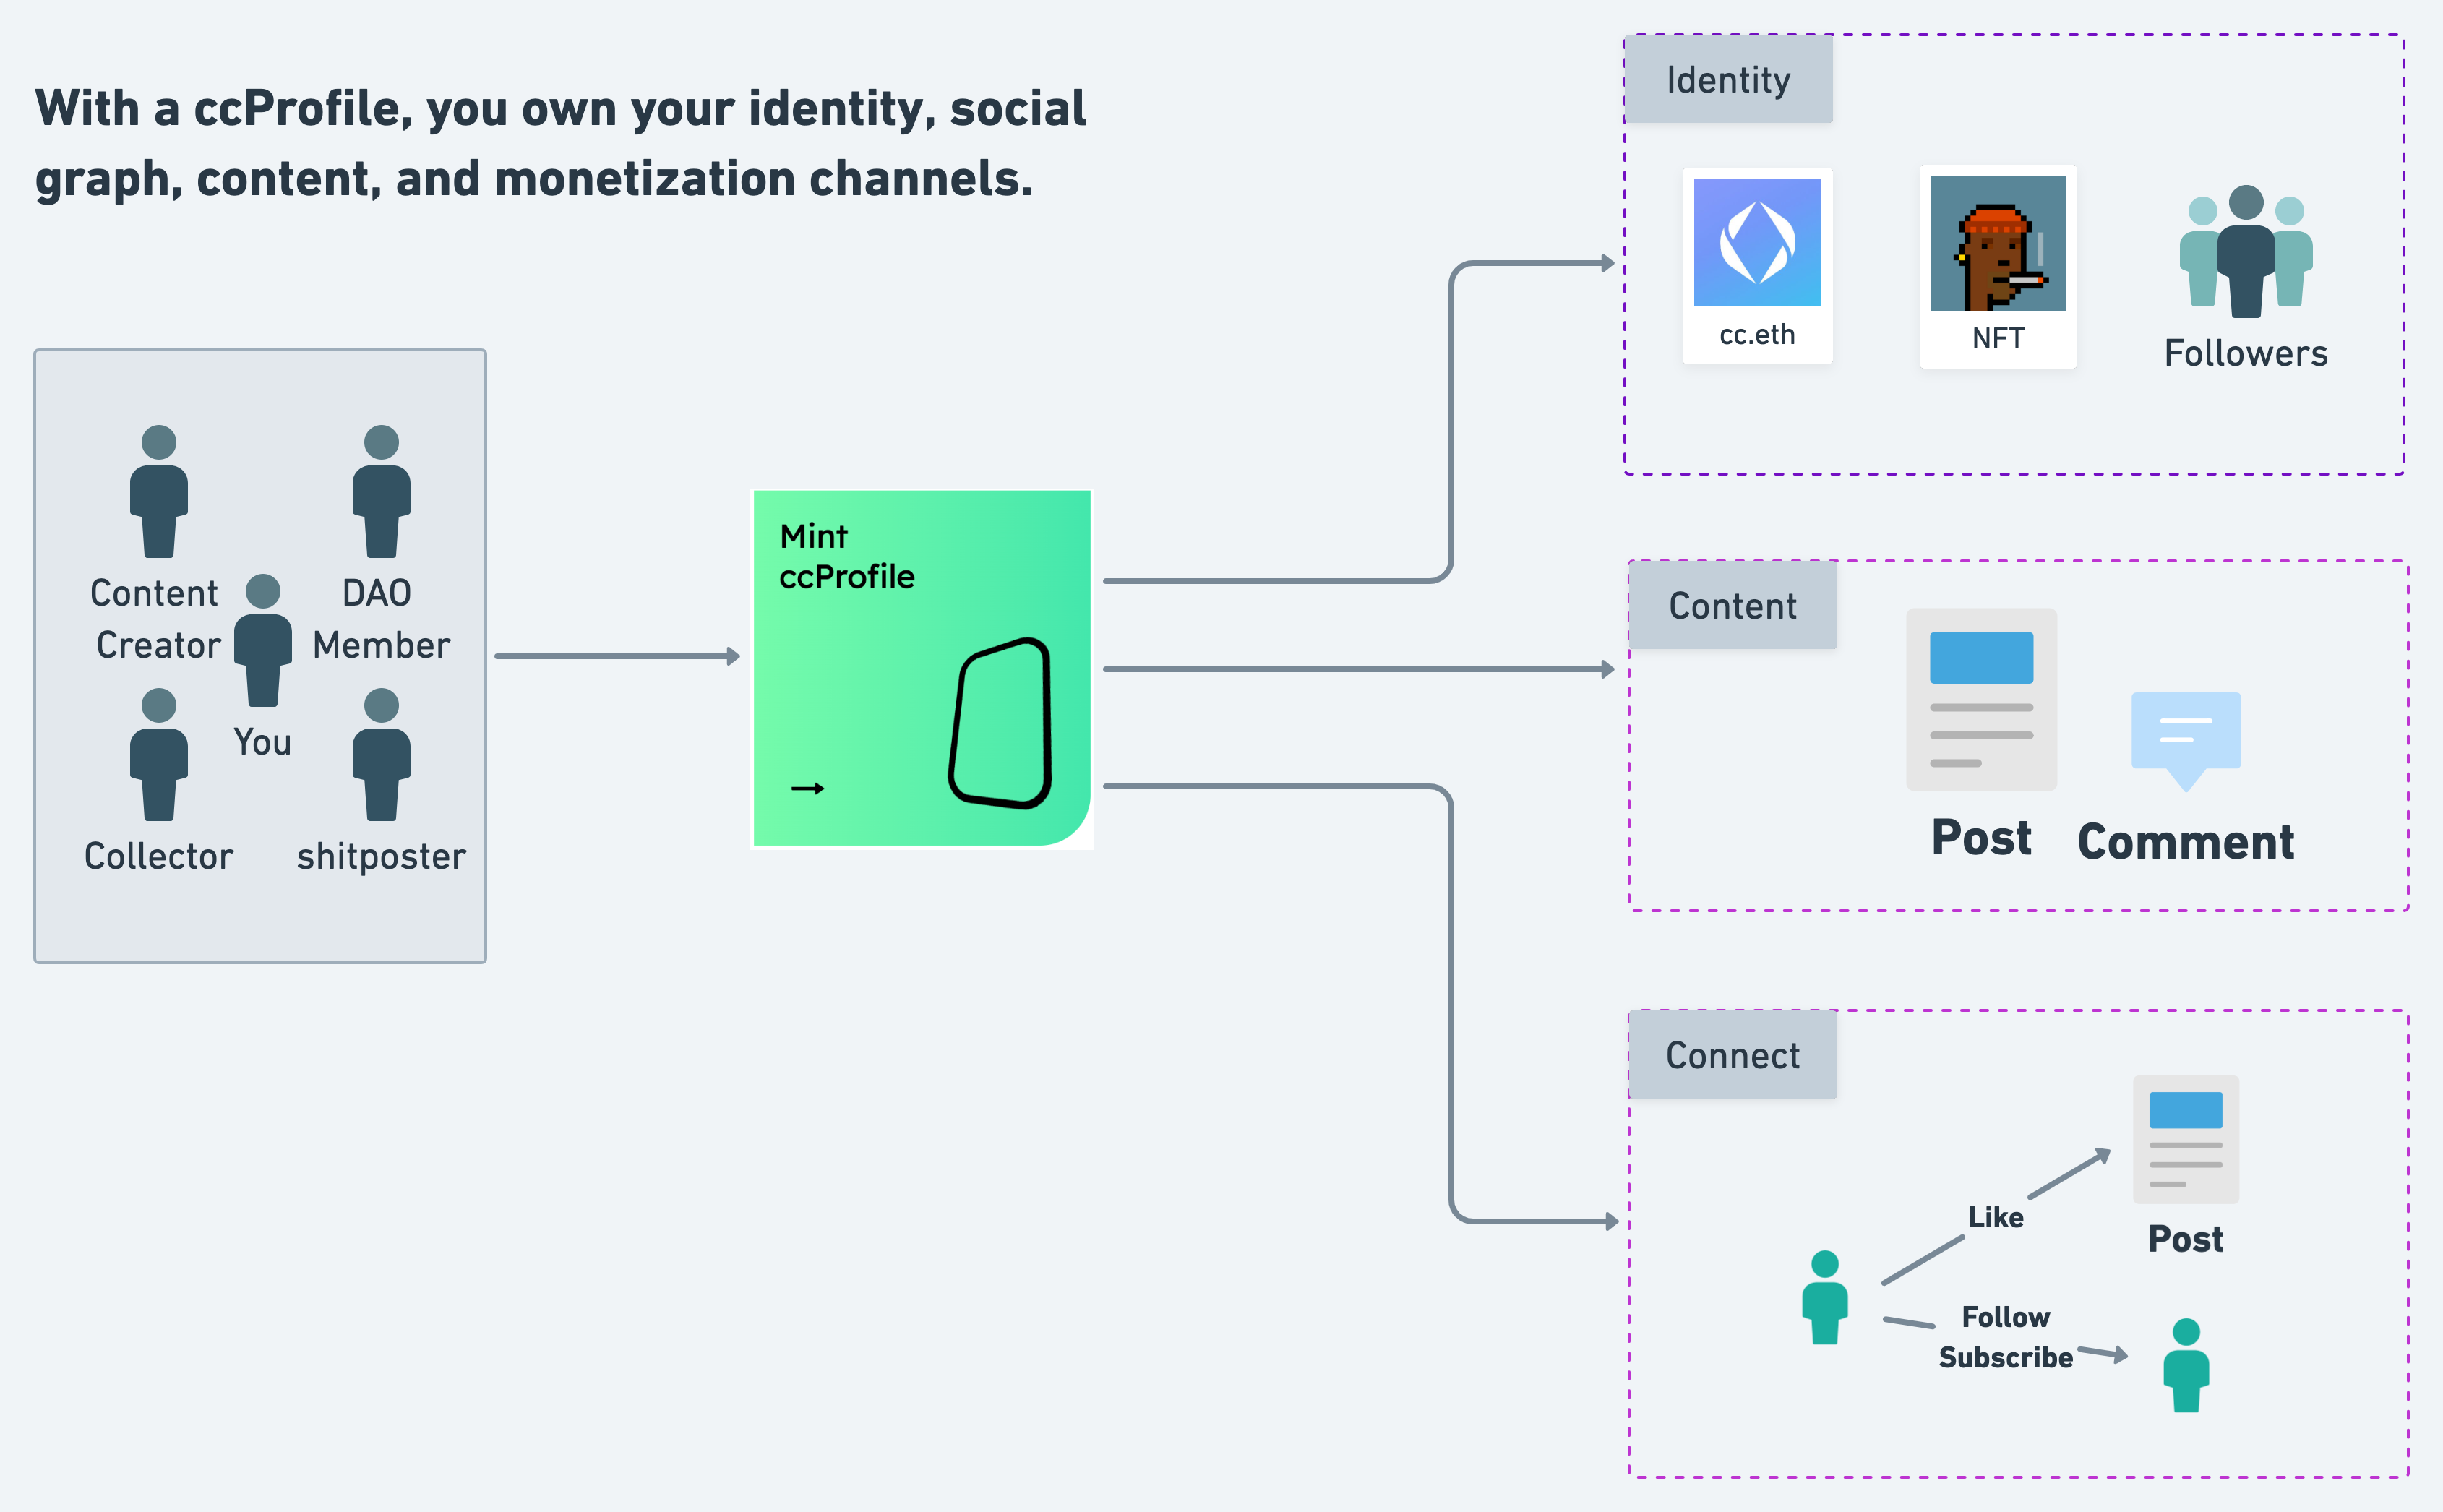 With a ccProfile, you own your identity, social
graph, content, and monetization channels.
Content
Creator
DAO
Member
You
Collector
shitposter
Mint
ccProfile
Identity
cc.eth
NFT
Followers
Content
Post
Comment
Connect
Like
Post
Follow
Subscribe